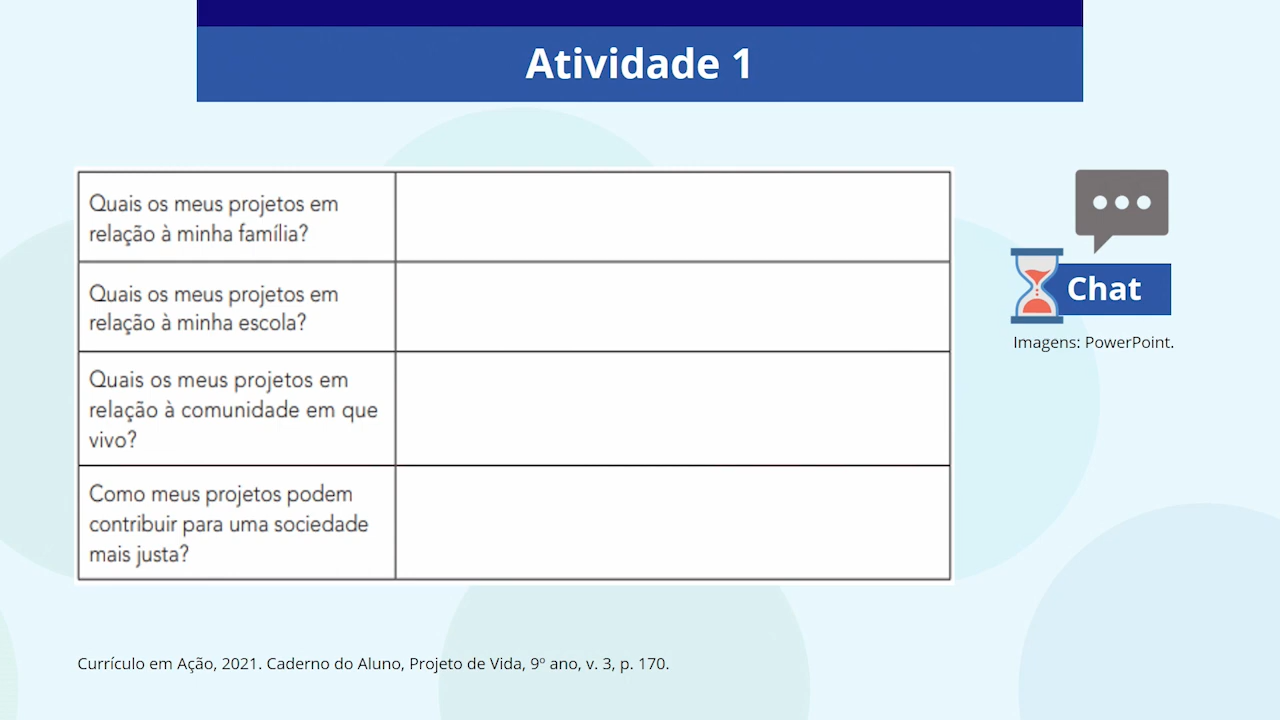 Atividade 1
Quais os meus projetos em
relação à minha família?
Quais os meus projetos em
relação à minha escola?
Quais os meus projetos em
relação à comunidade em que
vivo?
Como meus projetos podem
contribuir para uma sociedade
mais justa?
Chat
Imagens: PowerPoint.
Currículo em Ação, 2021. Caderno do Aluno, Projeto de Vida, 9º ano, v. 3, p. 170.